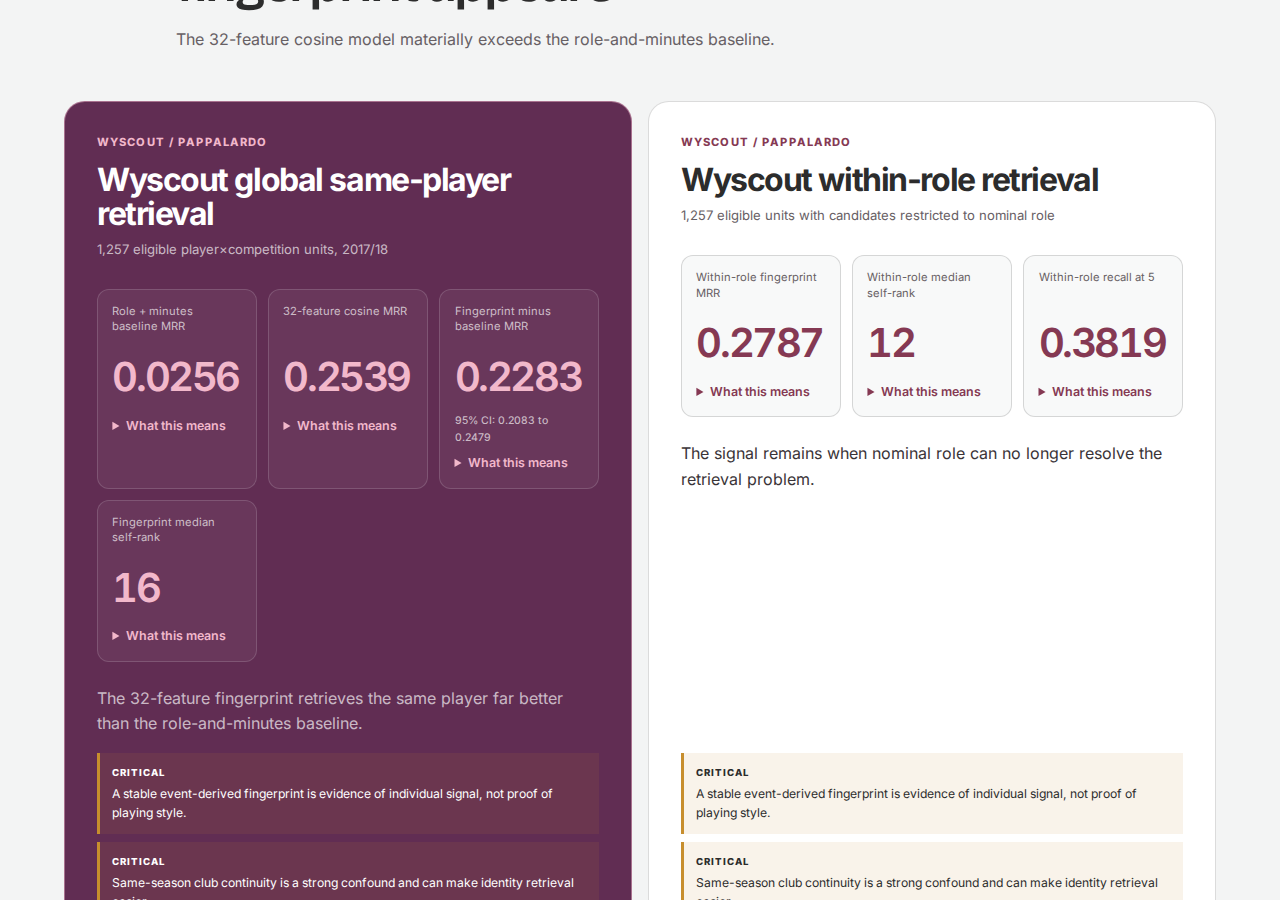 fingerprint appears
The 32-feature cosine model materially exceeds the role-and-minutes baseline.
WYSCOUT / PAPPALARDO
Wyscout global same-player
retrieval
1,257 eligible player×competition units, 2017/18
Role + minutes
baseline MRR
0.0256
What this means
32-feature cosine MRR
0.2539
What this means
Fingerprint minus
baseline MRR
0.2283
95% CI: 0.2083 to
0.2479
What this means
Fingerprint median
self-rank
16
What this means
The 32-feature fingerprint retrieves the same player far better
than the role-and-minutes baseline.
CRITICAL
A stable event-derived fingerprint is evidence of individual signal, not proof of
playing style.
CRITICAL
Same-season club continuity is a strong confound and can make identity retrieval
WYSCOUT / PAPPALARDO
Wyscout within-role retrieval
1,257 eligible units with candidates restricted to nominal role
Within-role fingerprint
MRR
0.2787
What this means
Within-role median
self-rank
12
What this means
Within-role recall at 5
0.3819
What this means
The signal remains when nominal role can no longer resolve the
retrieval problem.
CRITICAL
A stable event-derived fingerprint is evidence of individual signal, not proof of
playing style.
CRITICAL
Same-season club continuity is a strong confound and can make identity retrieval